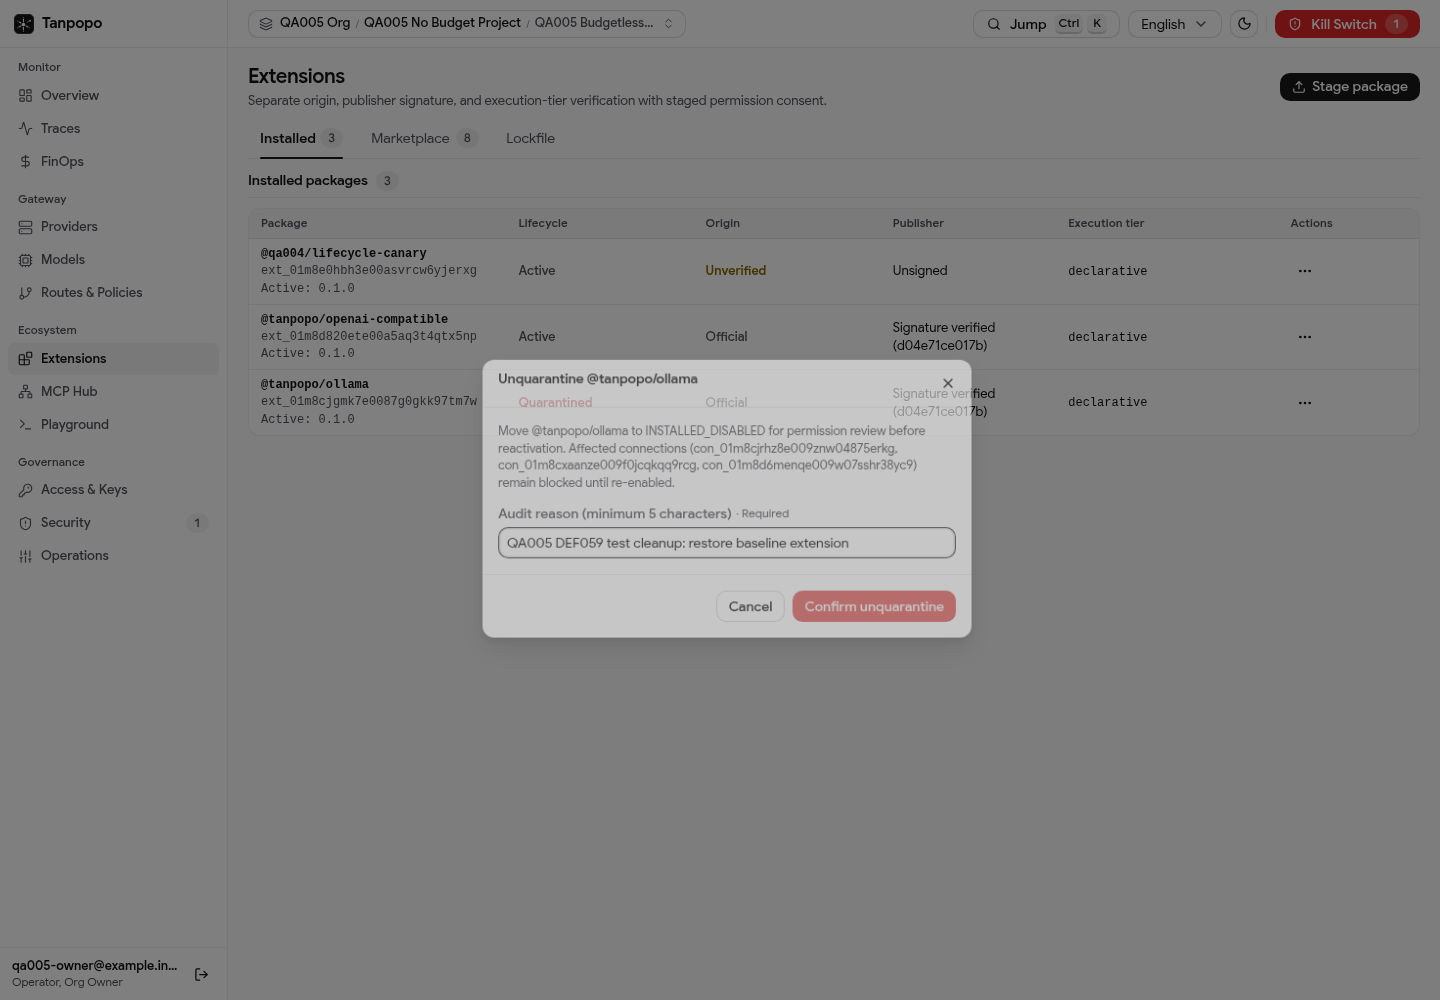 Tanpopo
QA005 Org / QA005 No Budget Project / QA005 Budgetless...
Jump Ctrl K
English
Kill Switch 1
Monitor
Overview
Traces
FinOps
Gateway
Providers
Models
Routes & Policies
Ecosystem
Extensions
MCP Hub
Playground
Governance
Access & Keys
Security 1
Operations
qa005-owner@example.in...
Operator, Org Owner
Extensions
Separate origin, publisher signature, and execution-tier verification with staged permission consent.
Stage package
Installed 3 Marketplace 8 Lockfile
Installed packages 3
Package Lifecycle Origin Publisher Execution tier Actions
@qa004/lifecycle-canary
ext_01m8e0hbh3e00asvrcw6yjerxg Active Unverified Unsigned declarative
Active: 0.1.0
@tanpopo/openai-compatible
ext_01m8d820ete00a5aq3t4qtx5np Active Official Signature verified (d04e71ce017b) declarative
Active: 0.1.0
@tanpopo/ollama
ext_01m8cjgmk7e0087g0gkk97tm7w Quarantined Official Signature verified (d04e71ce017b) declarative
Active: 0.1.0
Unquarantine @tanpopo/ollama
Move @tanpopo/ollama to INSTALLED_DISABLED for permission review before
reactivation. Affected connections (con_01m8cjrhz8e009znw04875erkg,
con_01m8cxaanze009f0jcqkqq9rcg, con_01m8d6menqe009w07sshr38yc9)
remain blocked until re-enabled.
Audit reason (minimum 5 characters) · Required
QA005 DEF059 test cleanup: restore baseline extension
Cancel Confirm unquarantine